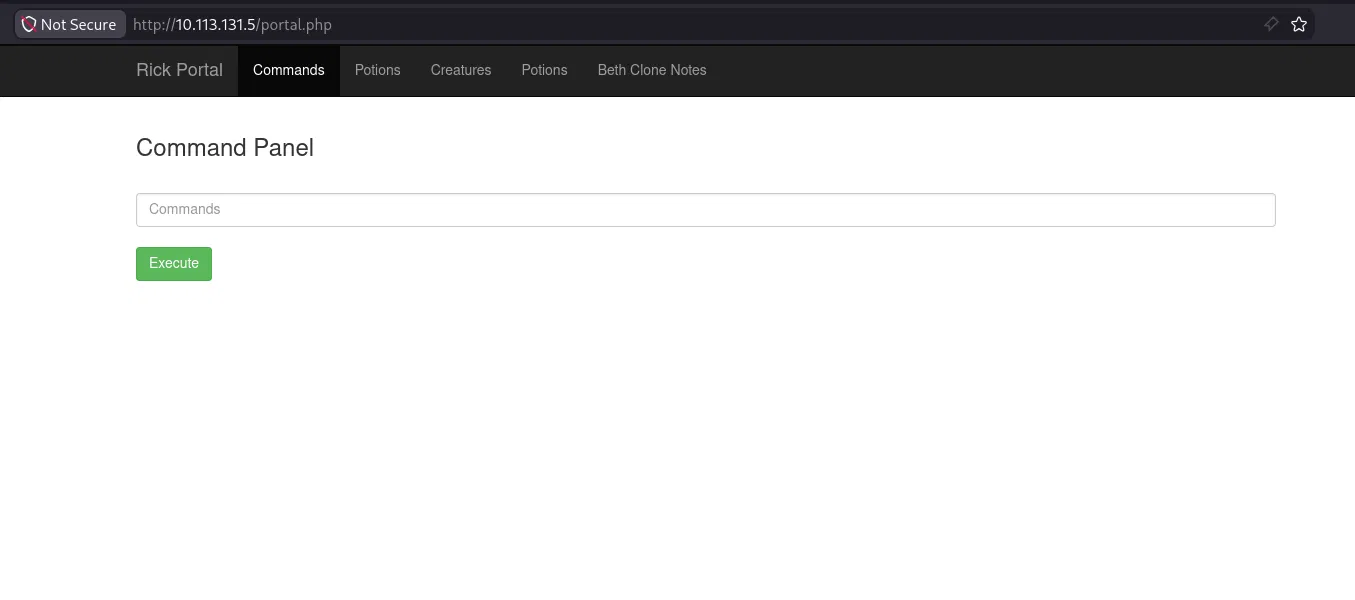 Not Secure http://10.113.131.5/portal.php
Rick Portal Commands Potions Creatures Potions Beth Clone Notes
Command Panel
Commands
Execute